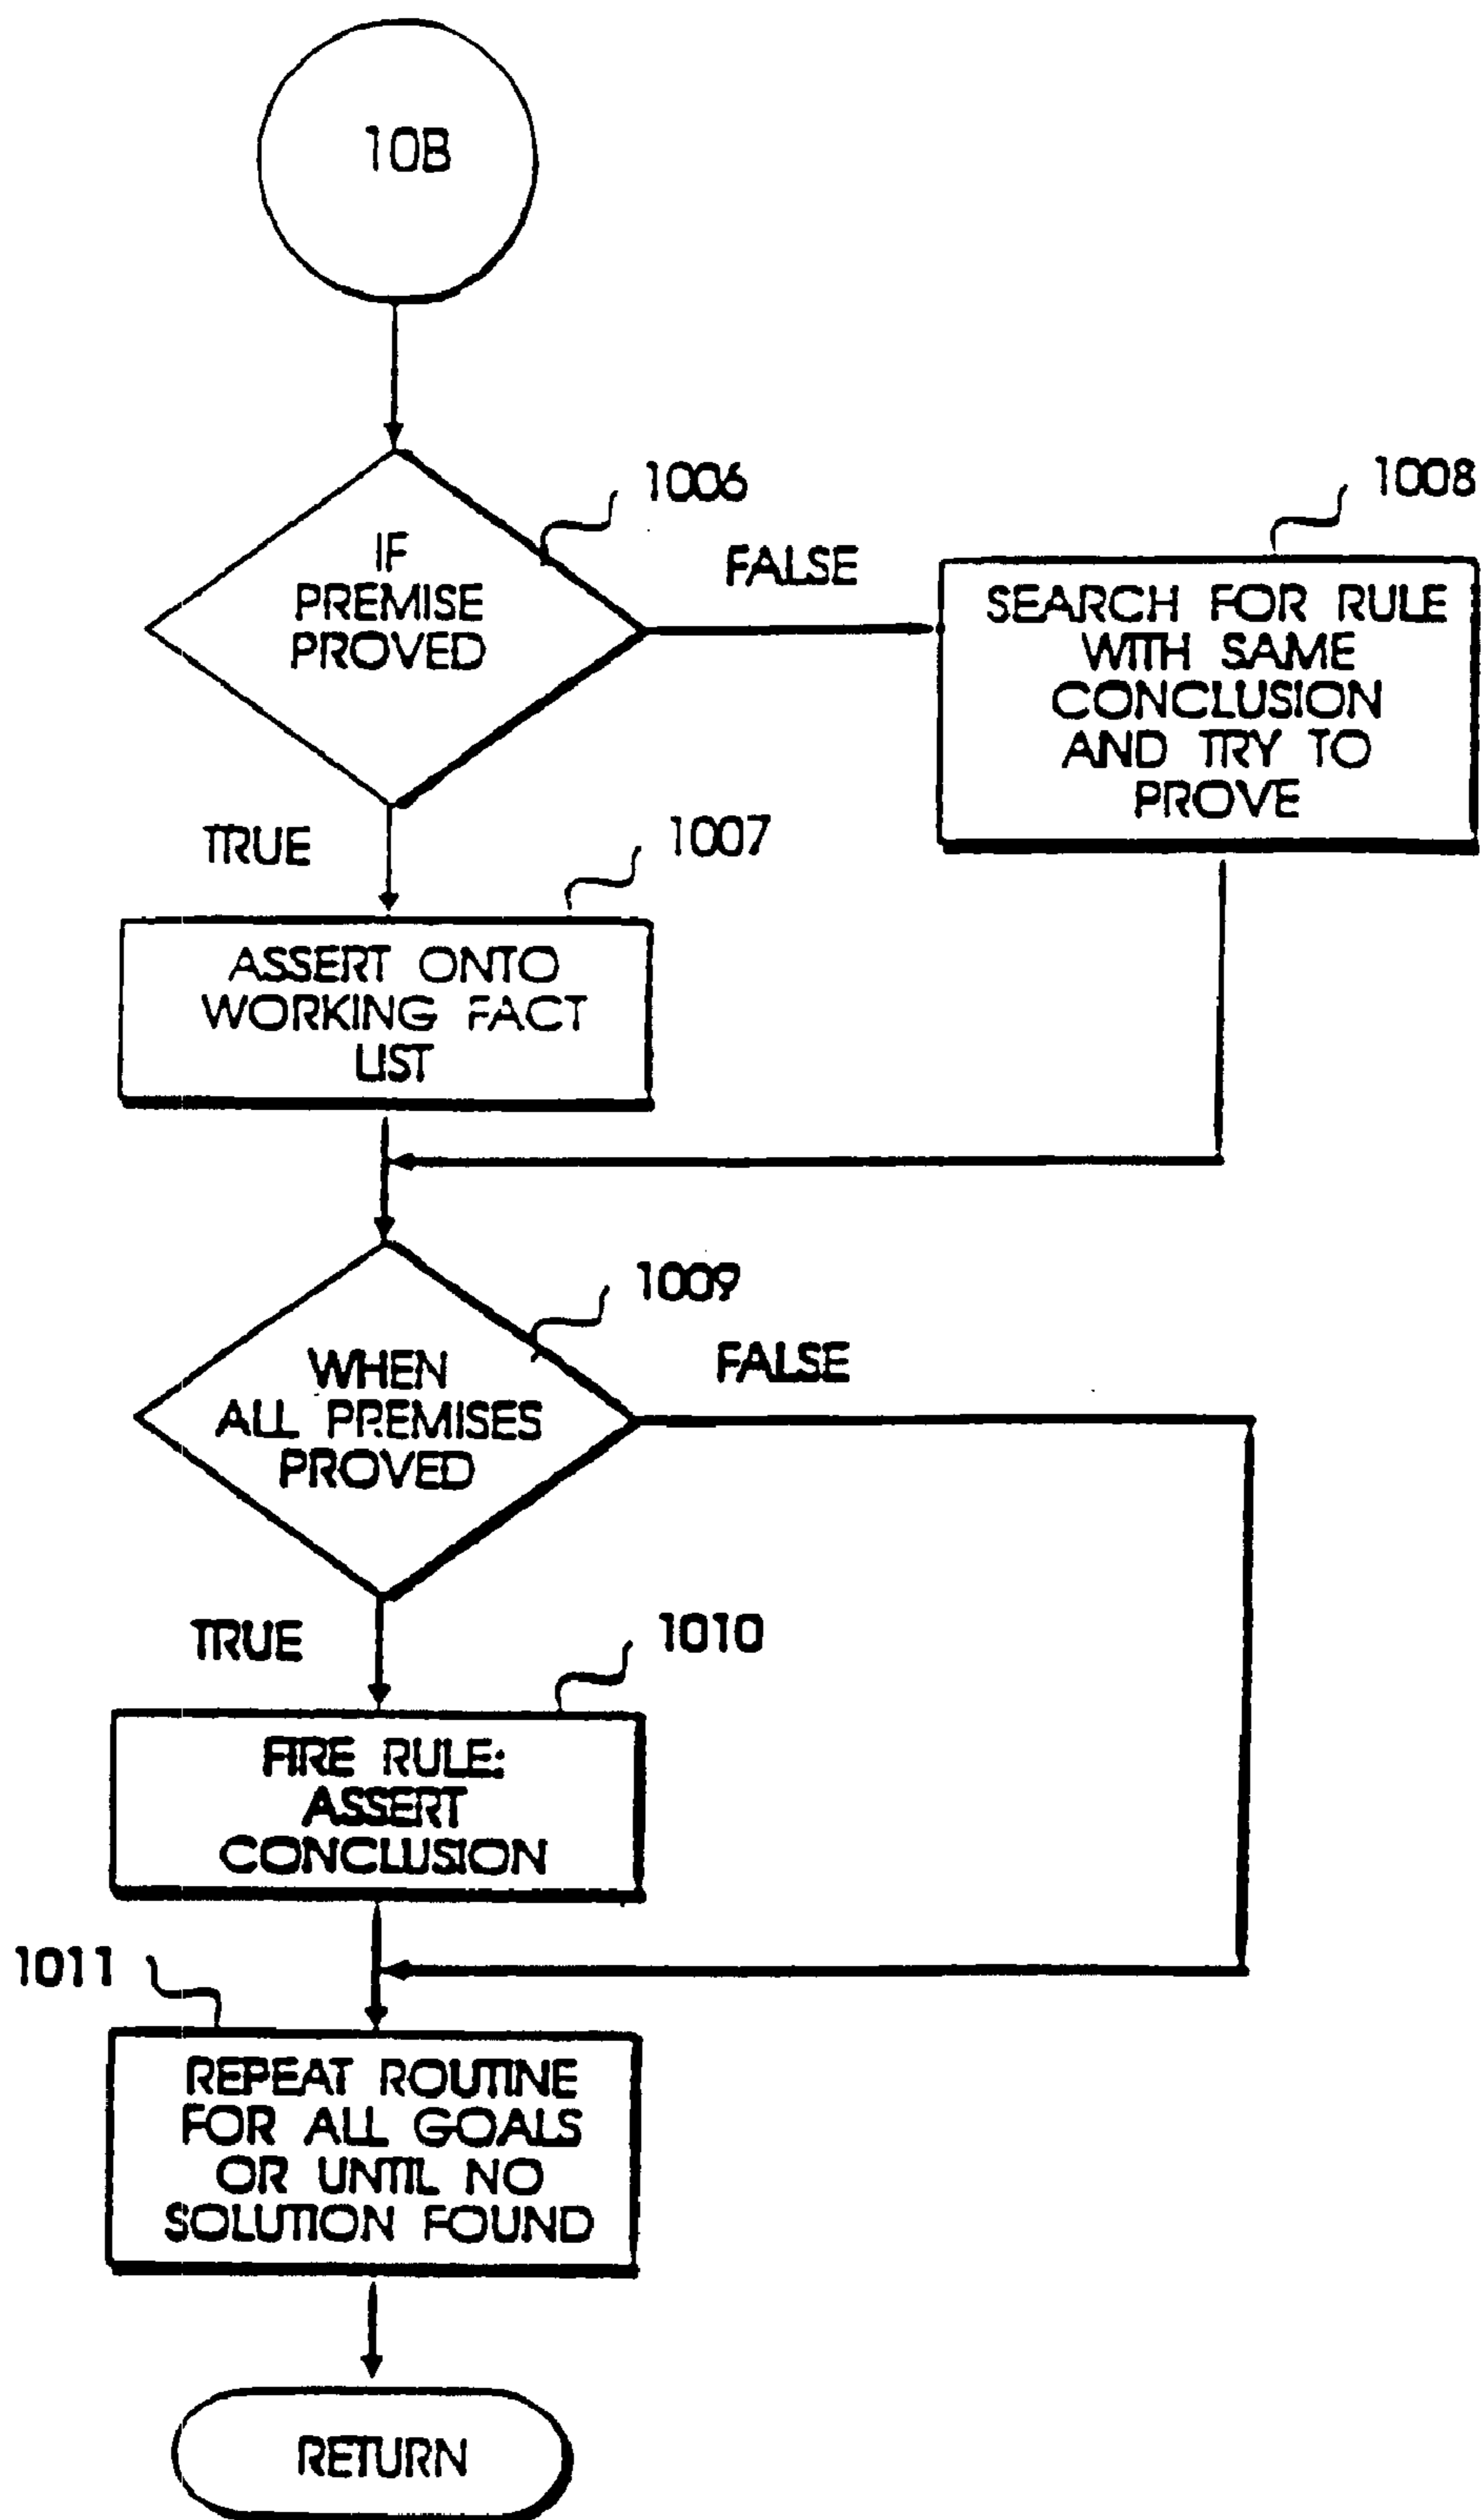 10B
1006
1008
IF
PREMISE
PROVED
FALSE
SEARCH FOR RULE
WITH SAME
CONCLUSION
AND TRY TO
PROVE
TRUE
1007
ASSERT ONTO
WORKING FACT
LIST
1009
WHEN
ALL PREMISES
PROVED
FALSE
TRUE
1010
FIRE RULE:
ASSERT
CONCLUSION
1011
REPEAT ROUTINE
FOR ALL GOALS
OR UNTIL NO
SOLUTION FOUND
RETURN